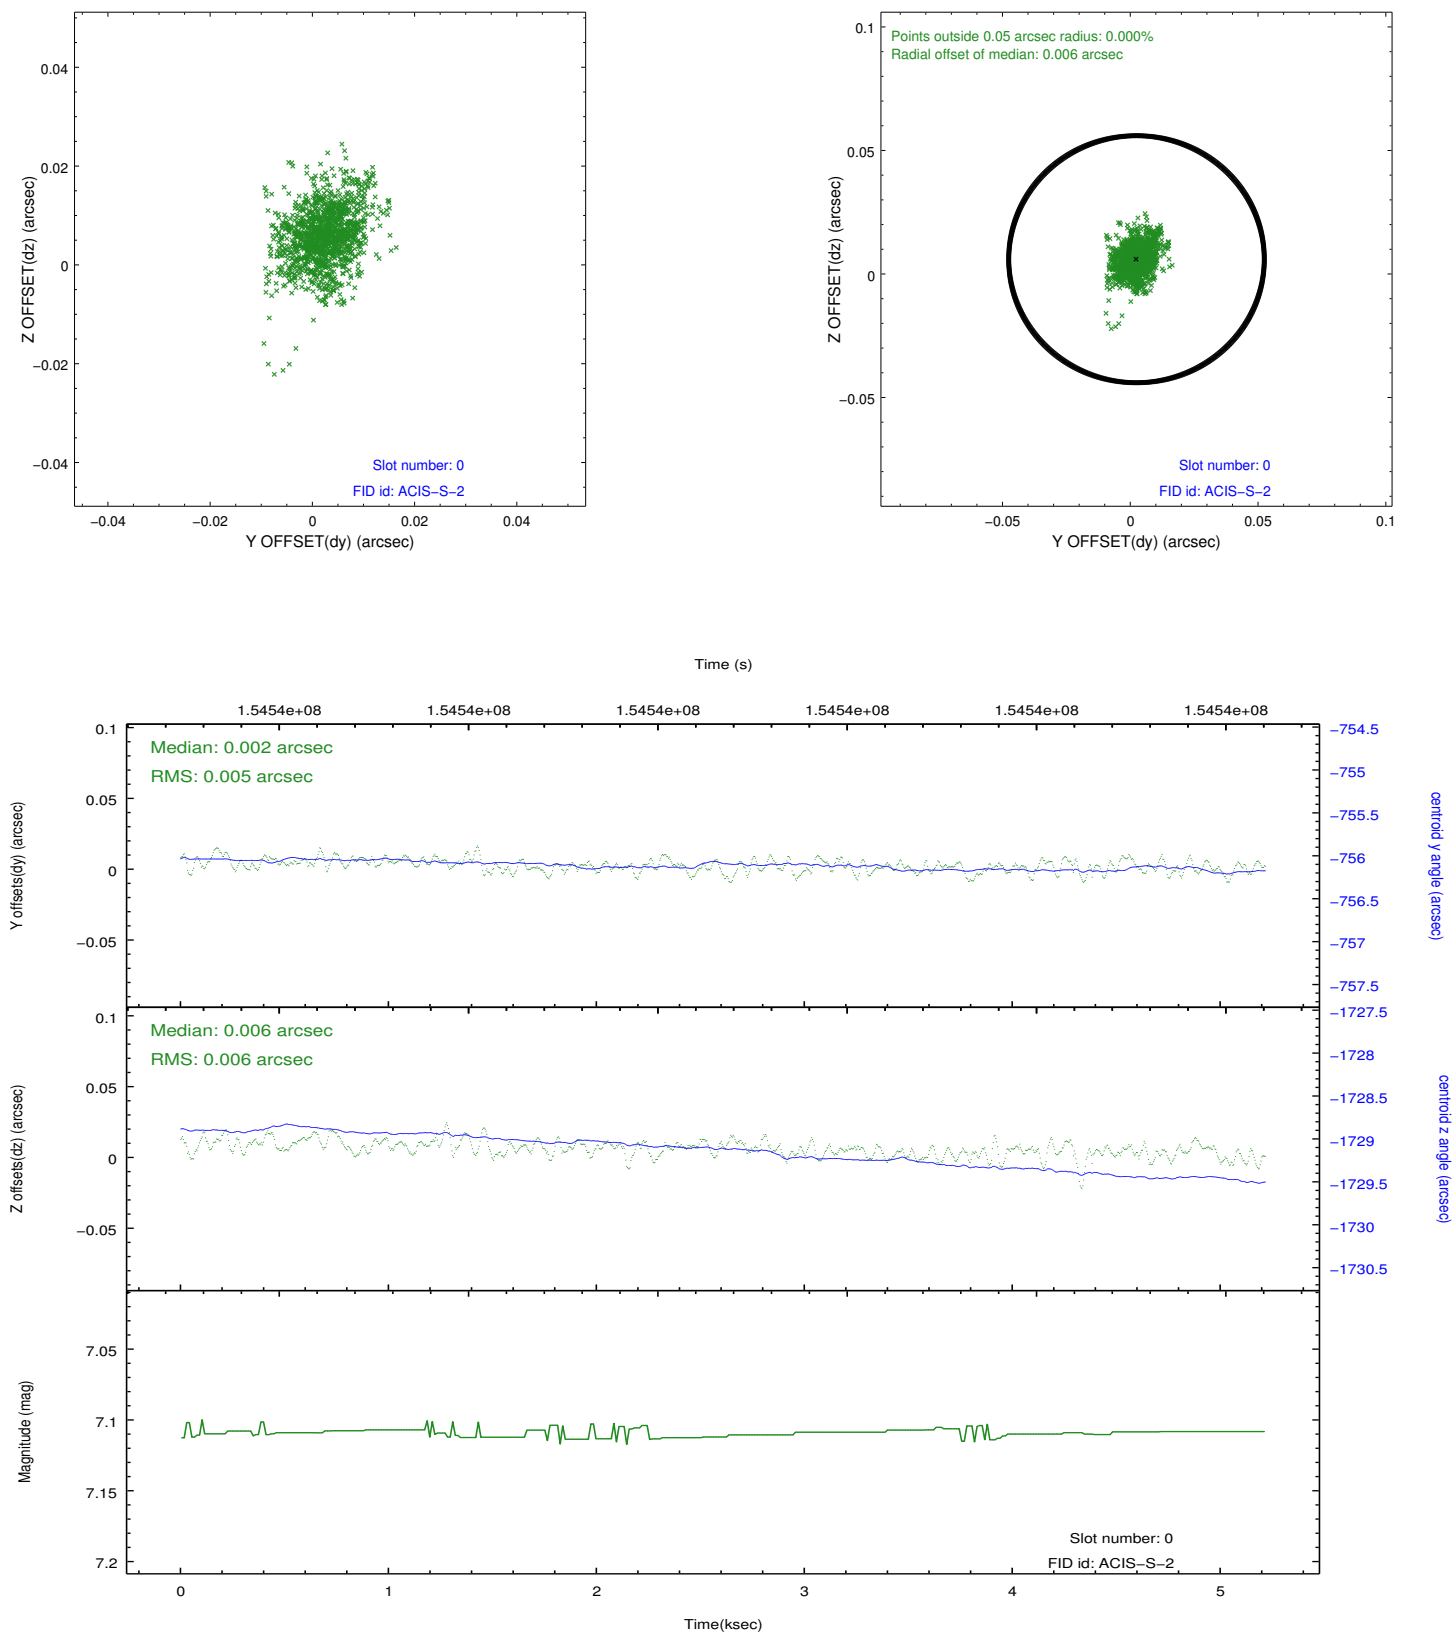 0.04
0.02
0
−0.02
−0.04
−0.04
−0.02
0
0.02
0.04
Z OFFSET(dz) (arcsec)
Y OFFSET(dy) (arcsec)
Slot number: 0
FID id: ACIS−S−2
Points outside 0.05 arcsec radius: 0.000%
Radial offset of median: 0.006 arcsec
0.1
0.05
0
−0.05
−0.05
0
0.05
0.1
Z OFFSET(dz) (arcsec)
Y OFFSET(dy) (arcsec)
Slot number: 0
FID id: ACIS−S−2
Time (s)
1.5454e+08
1.5454e+08
1.5454e+08
1.5454e+08
1.5454e+08
1.5454e+08
Median: 0.002 arcsec
RMS: 0.005 arcsec
0.1
0.05
0
−0.05
Y offsets(dy) (arcsec)
−754.5
−755
−755.5
−756
−756.5
−757
−757.5
centroid y angle (arcsec)
Median: 0.006 arcsec
RMS: 0.006 arcsec
0.1
0.05
0
−0.05
Z offsets(dz) (arcsec)
−1727.5
−1728
−1728.5
−1729
−1729.5
−1730
−1730.5
centroid z angle (arcsec)
7.05
7.1
7.15
7.2
Magnitude (mag)
Slot number: 0
FID id: ACIS−S−2
0
1
2
3
4
5
Time(ksec)